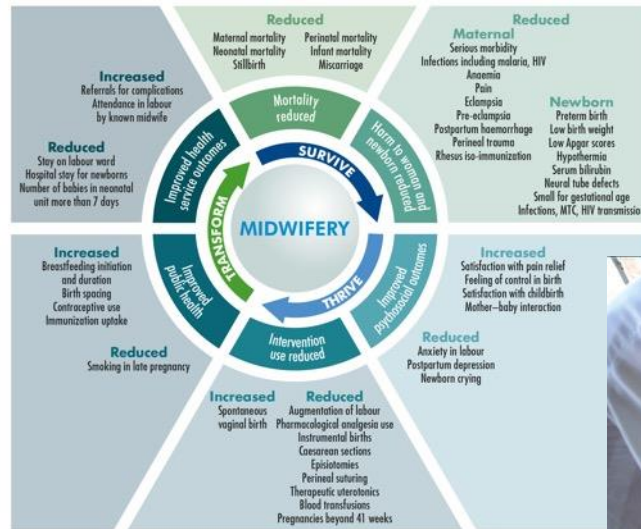 Reduced
Maternal mortality
Neonatal mortality
Stillbirth
Perinatal mortality
Infant mortality
Miscarriage
Reduced
Maternal
Serious morbidity
Infections including malaria, HIV
Anaemia
Pain
Eclampsia
Pre-eclampsia
Postpartum haemorrhage
Perineal trauma
Rhesus iso-immunization
Newborn
Preterm birth
Low birth weight
Low Apgar scores
Hypothermia
Serum bilirubin
Neural tube defects
Small for gestational age
Infections, MTC, HIV transmission
Increased
Referrals for complications
Attendance in labour
by known midwife
Reduced
Stay on labour ward
Hospital stay for newborns
Number of babies in neonatal
unit more than 7 days
Mortality
reduced
Harm to woman and
newborn reduced
Improved
psychosocial outcomes
Intervention
use reduced
Improved
public health
Improved health
service outcomes
SURVIVE
THRIVE
TRANSFORM
MIDWIFERY
Increased
Breastfeeding initiation
and duration
Birth spacing
Contraceptive use
Immunization uptake
Reduced
Smoking in late pregnancy
Increased
Satisfaction with pain relief
Feeling of control in birth
Satisfaction with childbirth
Mother–baby interaction
Reduced
Anxiety in labour
Postpartum depression
Newborn crying
Increased
Spontaneous
vaginal birth
Reduced
Augmentation of labour
Pharmacological analgesia use
Instrumental births
Caesarean sections
Episiotomies
Perineal suturing
Therapeutic uterotonics
Blood transfusions
Pregnancies beyond 41 weeks